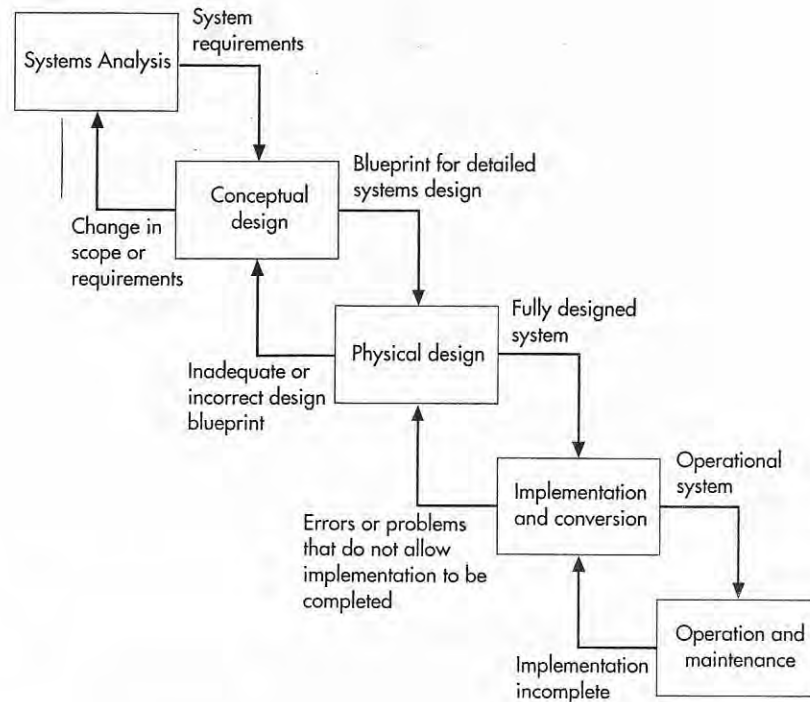 System
requirements
Systems Analysis
Blueprint for detailed
systems design
Conceptual
design
Change in
scope or
requirements
Fully designed
system
Physical design
Inadequate or
incorrect design
blueprint
Operational
system
Implementation
and conversion
Errors or problems
that do not allow
implementation to be
completed
Operation and
maintenance
Implementation
incomplete